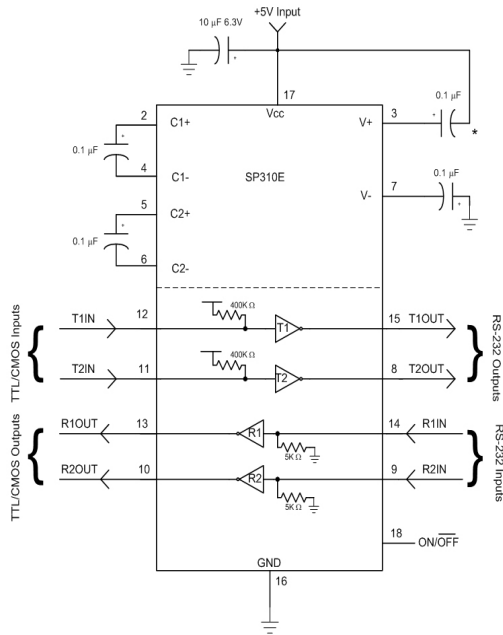 +5V Input
10 µF 6.3V
+
17
Vcc
0.1 µF
+
*
2
C1+
3
V+
+
0.1 µF
4
C1-
SP310E
0.1 µF
7
V-
+
5
C2+
+
0.1 µF
6
C2-
TTL/CMOS Inputs
T1IN
12
400K Ω
T1
15
T1OUT
T2IN
11
400K Ω
T2
8
T2OUT
RS-232 Outputs
TTL/CMOS Outputs
R1OUT
13
R1
5K Ω
14
R1IN
R2OUT
10
R2
5K Ω
9
R2IN
RS-232 Inputs
18
ON/OFF
GND
16